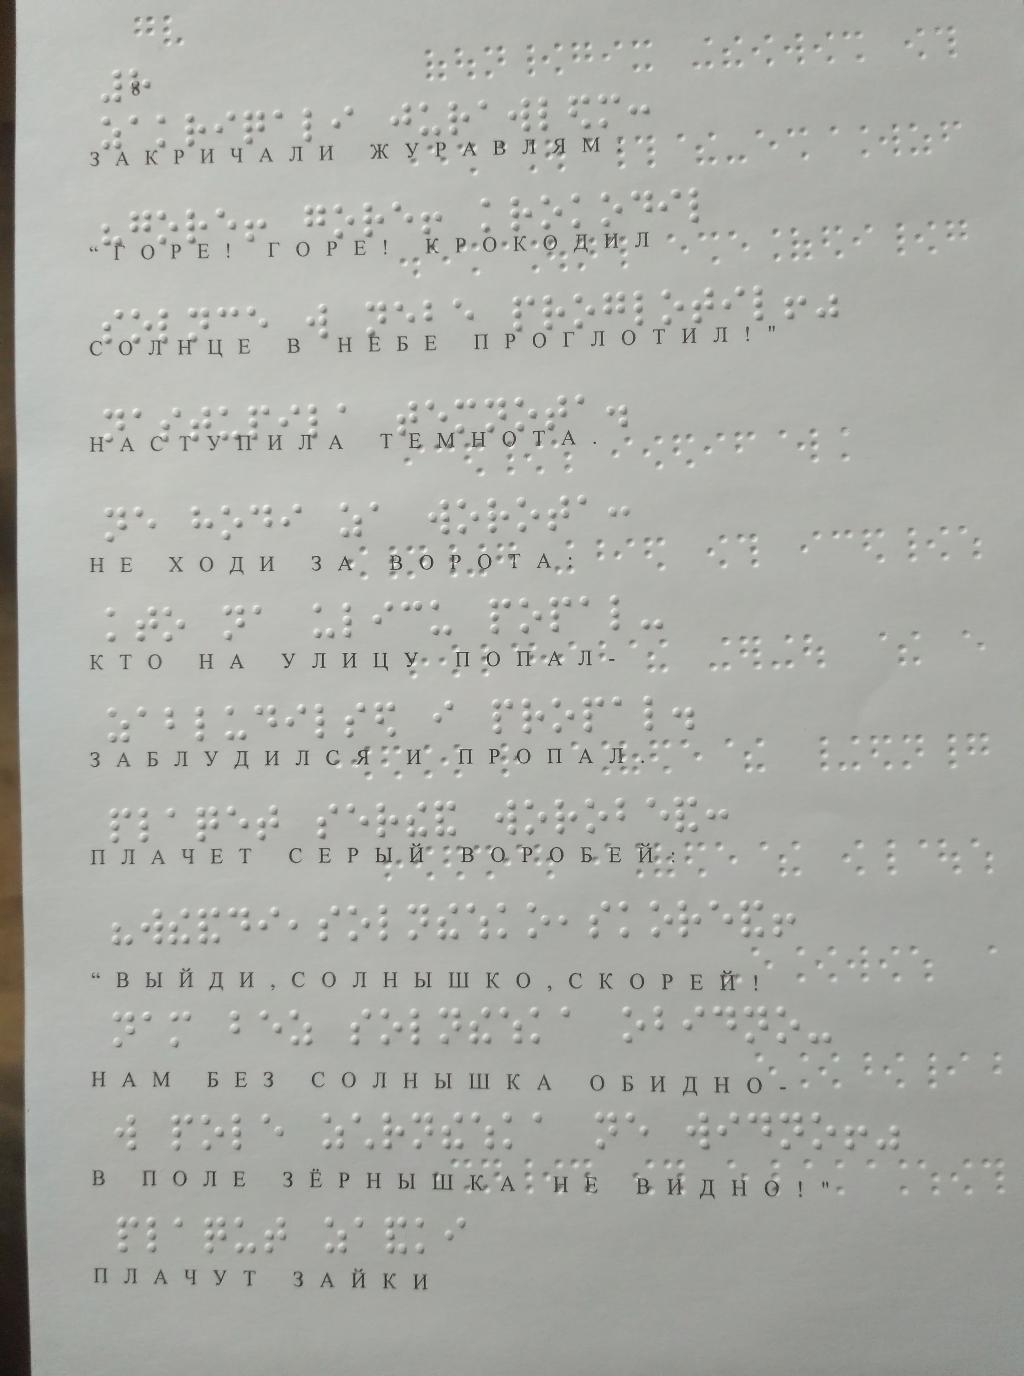 8
ЗАКРИЧАЛИ ЖУРАВЛЯМ:
“ГОРЕ! ГОРЕ! КРОКОДИЛ
СОЛНЦЕ В НЕБЕ ПРОГЛОТИЛ!"
НАСТУПИЛА ТЕМНОТА.
НЕ ХОДИ ЗА ВОРОТА:
КТО НА УЛИЦУ ПОПАЛ-
ЗАБЛУДИЛСЯ И ПРОПАЛ.
ПЛАЧЕТ СЕРЫЙ ВОРОБЕЙ:
“ВЫЙДИ,СОЛНЫШКО,СКОРЕЙ!
НАМ БЕЗ СОЛНЫШКА ОБИДНО-
В ПОЛЕ ЗЁРНЫШКА НЕ ВИДНО!"
ПЛАЧУТ ЗАЙКИ